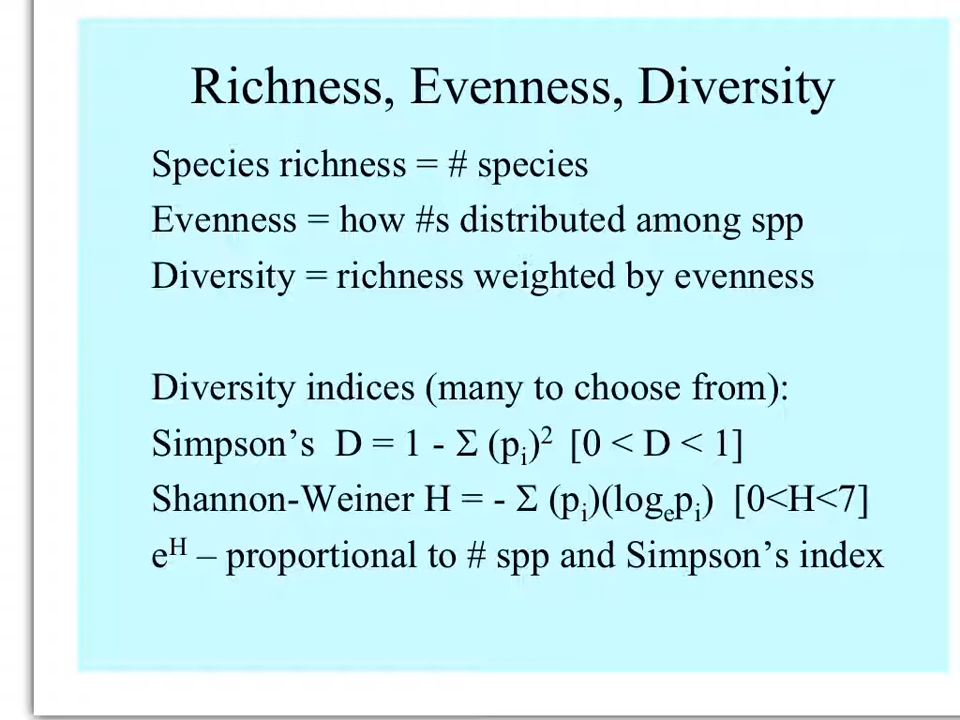 Richness, Evenness, Diversity
Species richness = # species
Evenness = how #s distributed among spp
Diversity = richness weighted by evenness
Diversity indices (many to choose from):
Simpson’s D = 1 - Σ (pᵢ)² [0 < D < 1]
Shannon-Weiner H = - Σ (pᵢ)(logₑpᵢ) [0<H<7]
eᴴ – proportional to # spp and Simpson’s index